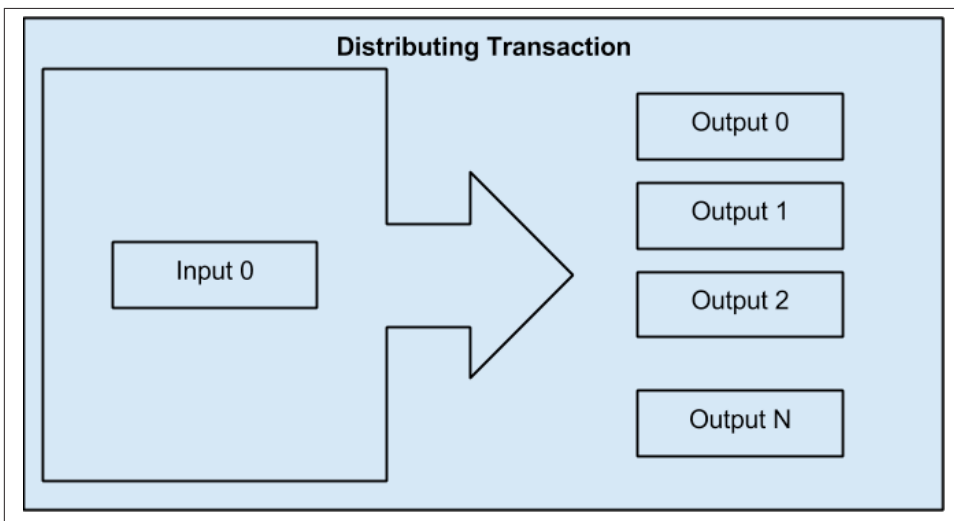 Distributing Transaction
Input 0
Output 0
Output 1
Output 2
Output N